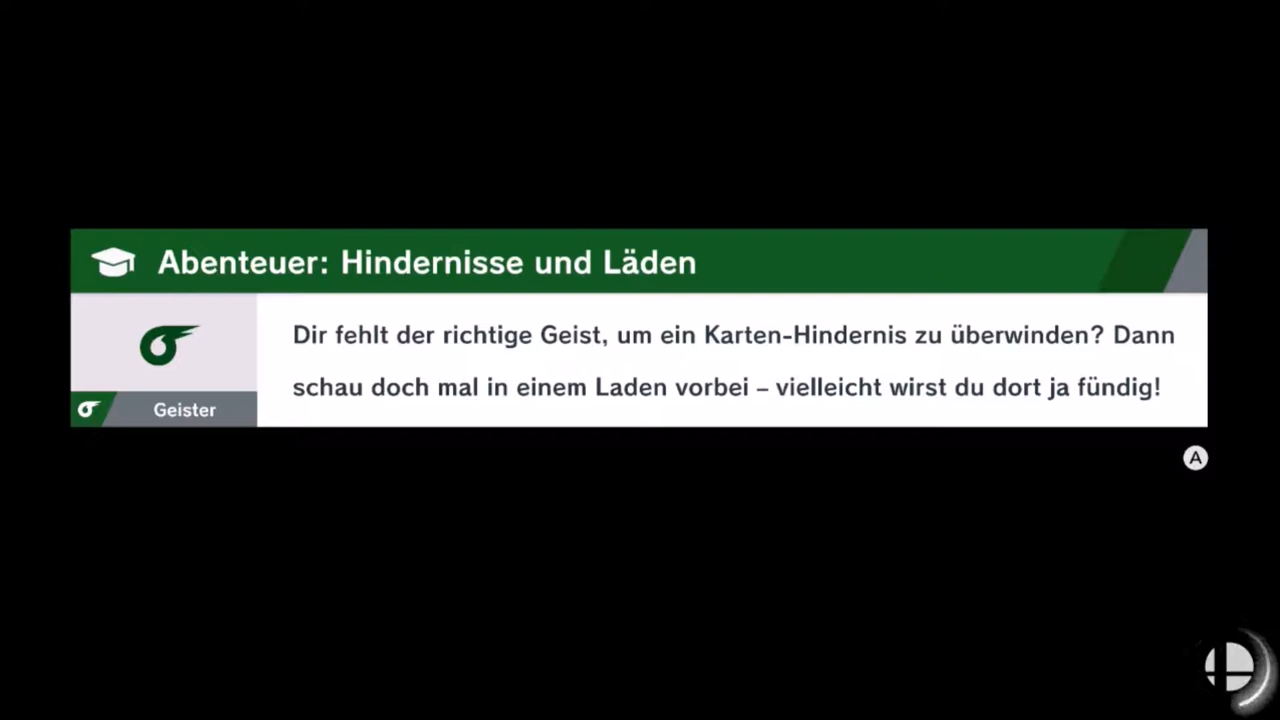 Abenteuer: Hindernisse und Läden
Dir fehlt der richtige Geist, um ein Karten-Hindernis zu überwinden? Dann
schau doch mal in einem Laden vorbei – vielleicht wirst du dort ja fündig!
Geister
A